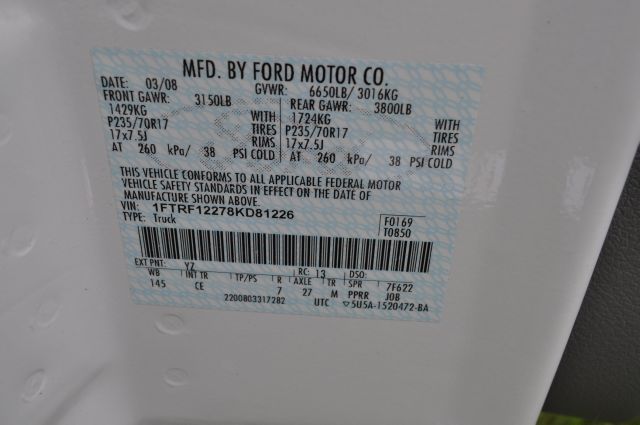 MFD. BY FORD MOTOR CO.
DATE: 03/08 GVWR: 6650LB/ 3016KG
FRONT GAWR: 3150LB REAR GAWR: 3800LB
1429KG WITH 1724KG WITH
P235/70R17 TIRES P235/70R17 TIRES
17x7.5J RIMS 17x7.5J RIMS
AT 260 kPa/ 38 PSI COLD AT 260 kPa/ 38 PSI COLD
THIS VEHICLE CONFORMS TO ALL APPLICABLE FEDERAL MOTOR
VEHICLE SAFETY STANDARDS IN EFFECT ON THE DATE OF
MANUFACTURE SHOWN ABOVE.
VIN: 1FTRF12278KD81226 F0169
TYPE: Truck T0850
EXT PNT: YZ RC: 13 DSO:
WB INT TR TP/PS R AXLE TR SPR 7F622
145 CE 7 27 M PPRR JOB
2200803317282 UTC ▽5U5A-1520472-BA